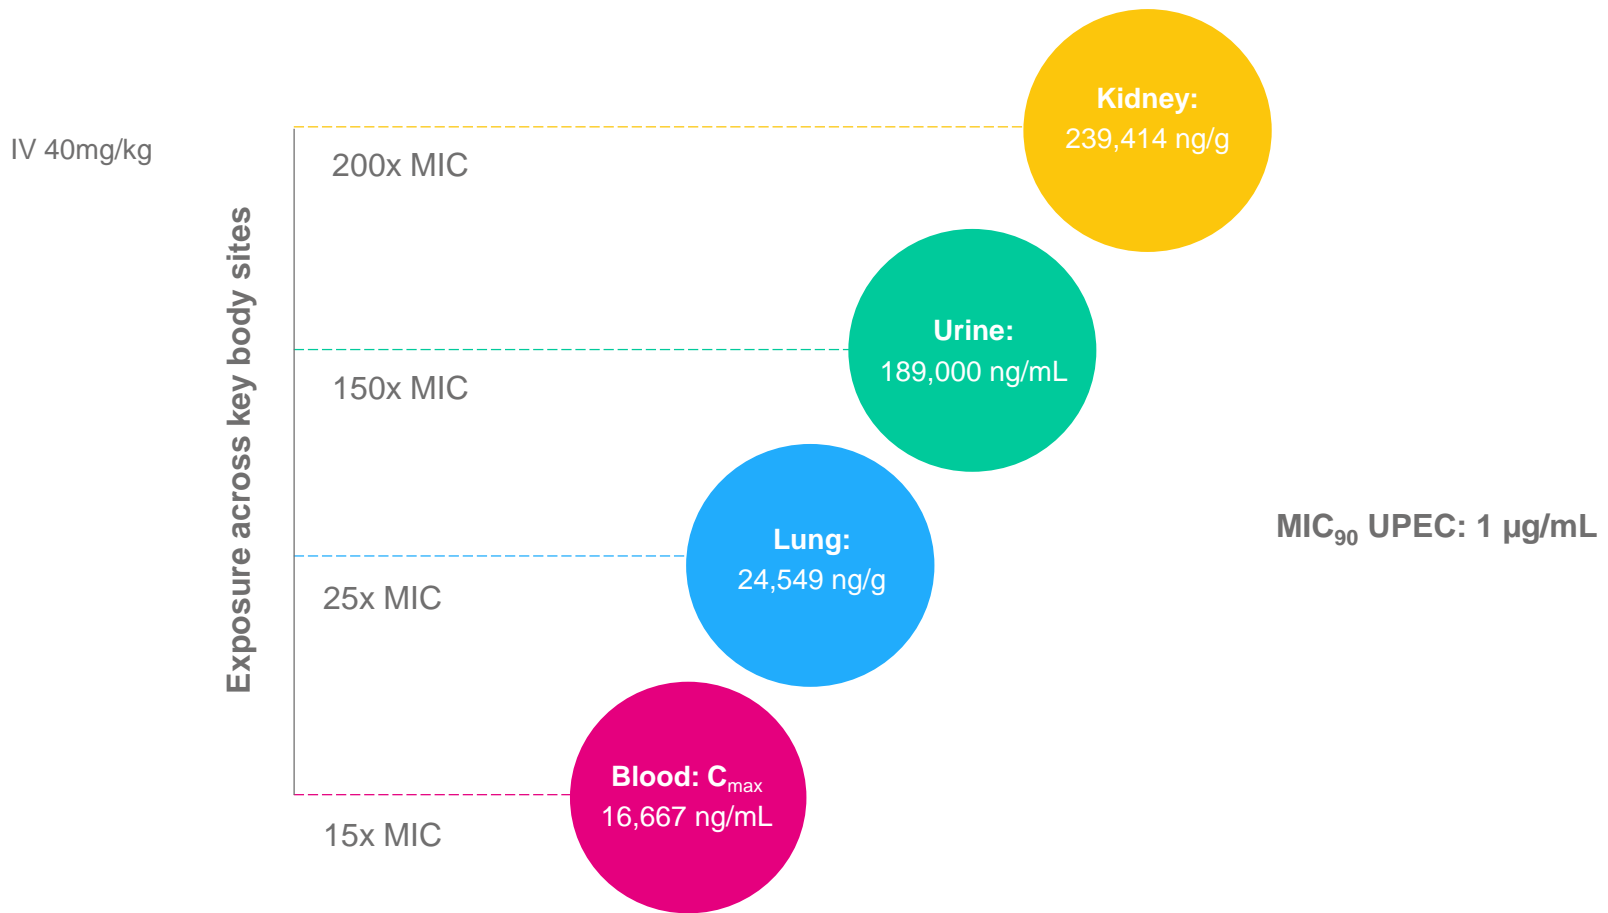 IV 40mg/kg
Exposure across key body sites
Kidney:
239,414 ng/g
200x MIC
Urine:
189,000 ng/mL
150x MIC
Lung:
24,549 ng/g
25x MIC
MIC₉₀ UPEC: 1 µg/mL
Blood: Cₘₐₓ
16,667 ng/mL
15x MIC